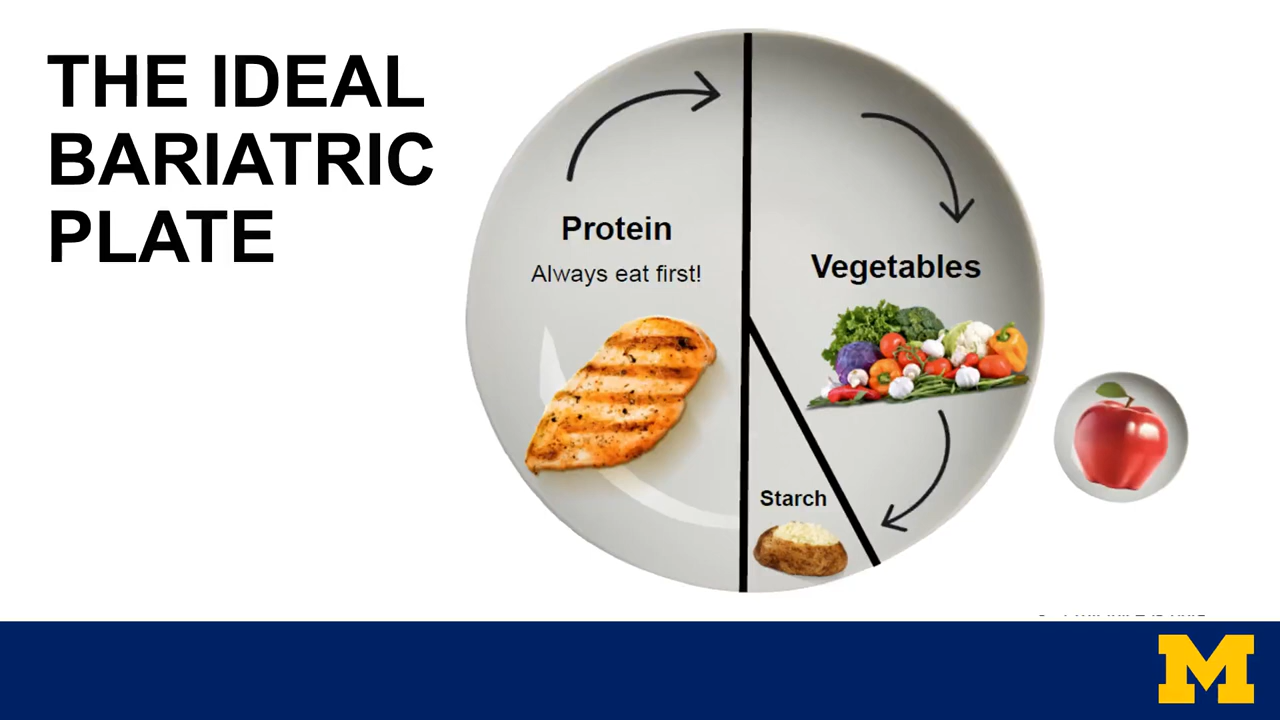 THE IDEAL
BARIATRIC
PLATE
Protein
Always eat first!
Vegetables
Starch
M